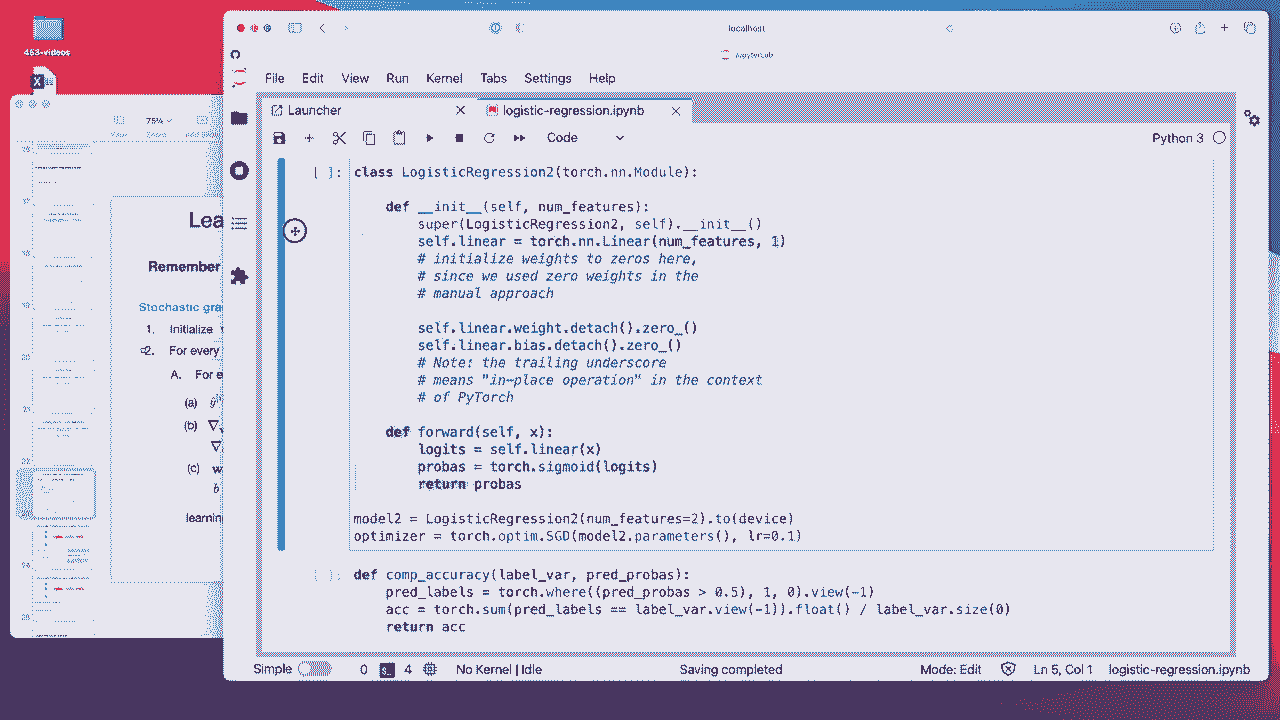 463-videos
localhost
JupyterLab
File Edit View Run Kernel Tabs Settings Help
Launcher
logistic-regression.ipynb
Code
Python 3
75%
[ ]: class LogisticRegression2(torch.nn.Module):
def __init__(self, num_features):
super(LogisticRegression2, self).__init__()
self.linear = torch.nn.Linear(num_features, 1)
# initialize weights to zeros here,
# since we used zero weights in the
# manual approach
self.linear.weight.detach().zero_()
self.linear.bias.detach().zero_()
# Note: the trailing underscore
# means "in-place operation" in the context
# of PyTorch
def forward(self, x):
logits = self.linear(x)
probas = torch.sigmoid(logits)
return probas
model2 = LogisticRegression2(num_features=2).to(device)
optimizer = torch.optim.SGD(model2.parameters(), lr=0.1)
[ ]: def comp_accuracy(label_var, pred_probas):
pred_labels = torch.where((pred_probas > 0.5), 1, 0).view(-1)
acc = torch.sum(pred_labels == label_var.view(-1)).float() / label_var.size(0)
return acc
Simple 0 4 No Kernel | Idle Saving completed Mode: Edit Ln 5, Col 1 logistic-regression.ipynb
Lea
Remember
Stochastic gra
1. Initialize
2. For every
A. For e
(a) ŷ
(b) ∇
∇
(c) w
b
learnin